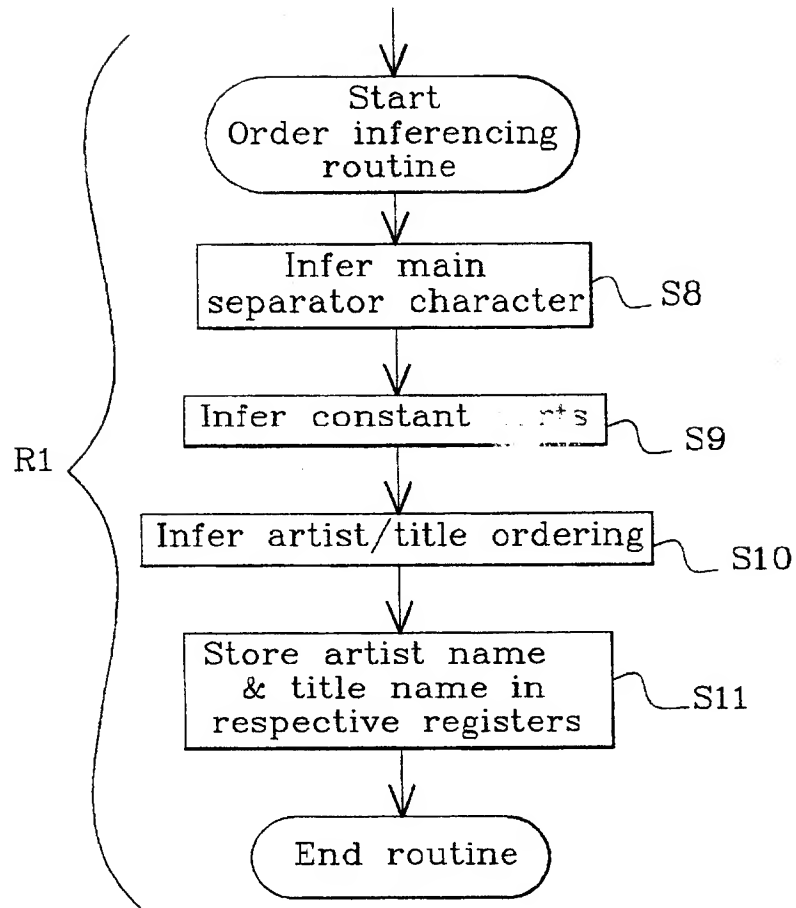 Start
Order inferencing
routine
Infer main
separator character
S8
Infer constant
S9
R1
Infer artist/title ordering
S10
Store artist name
& title name in
respective registers
S11
End routine